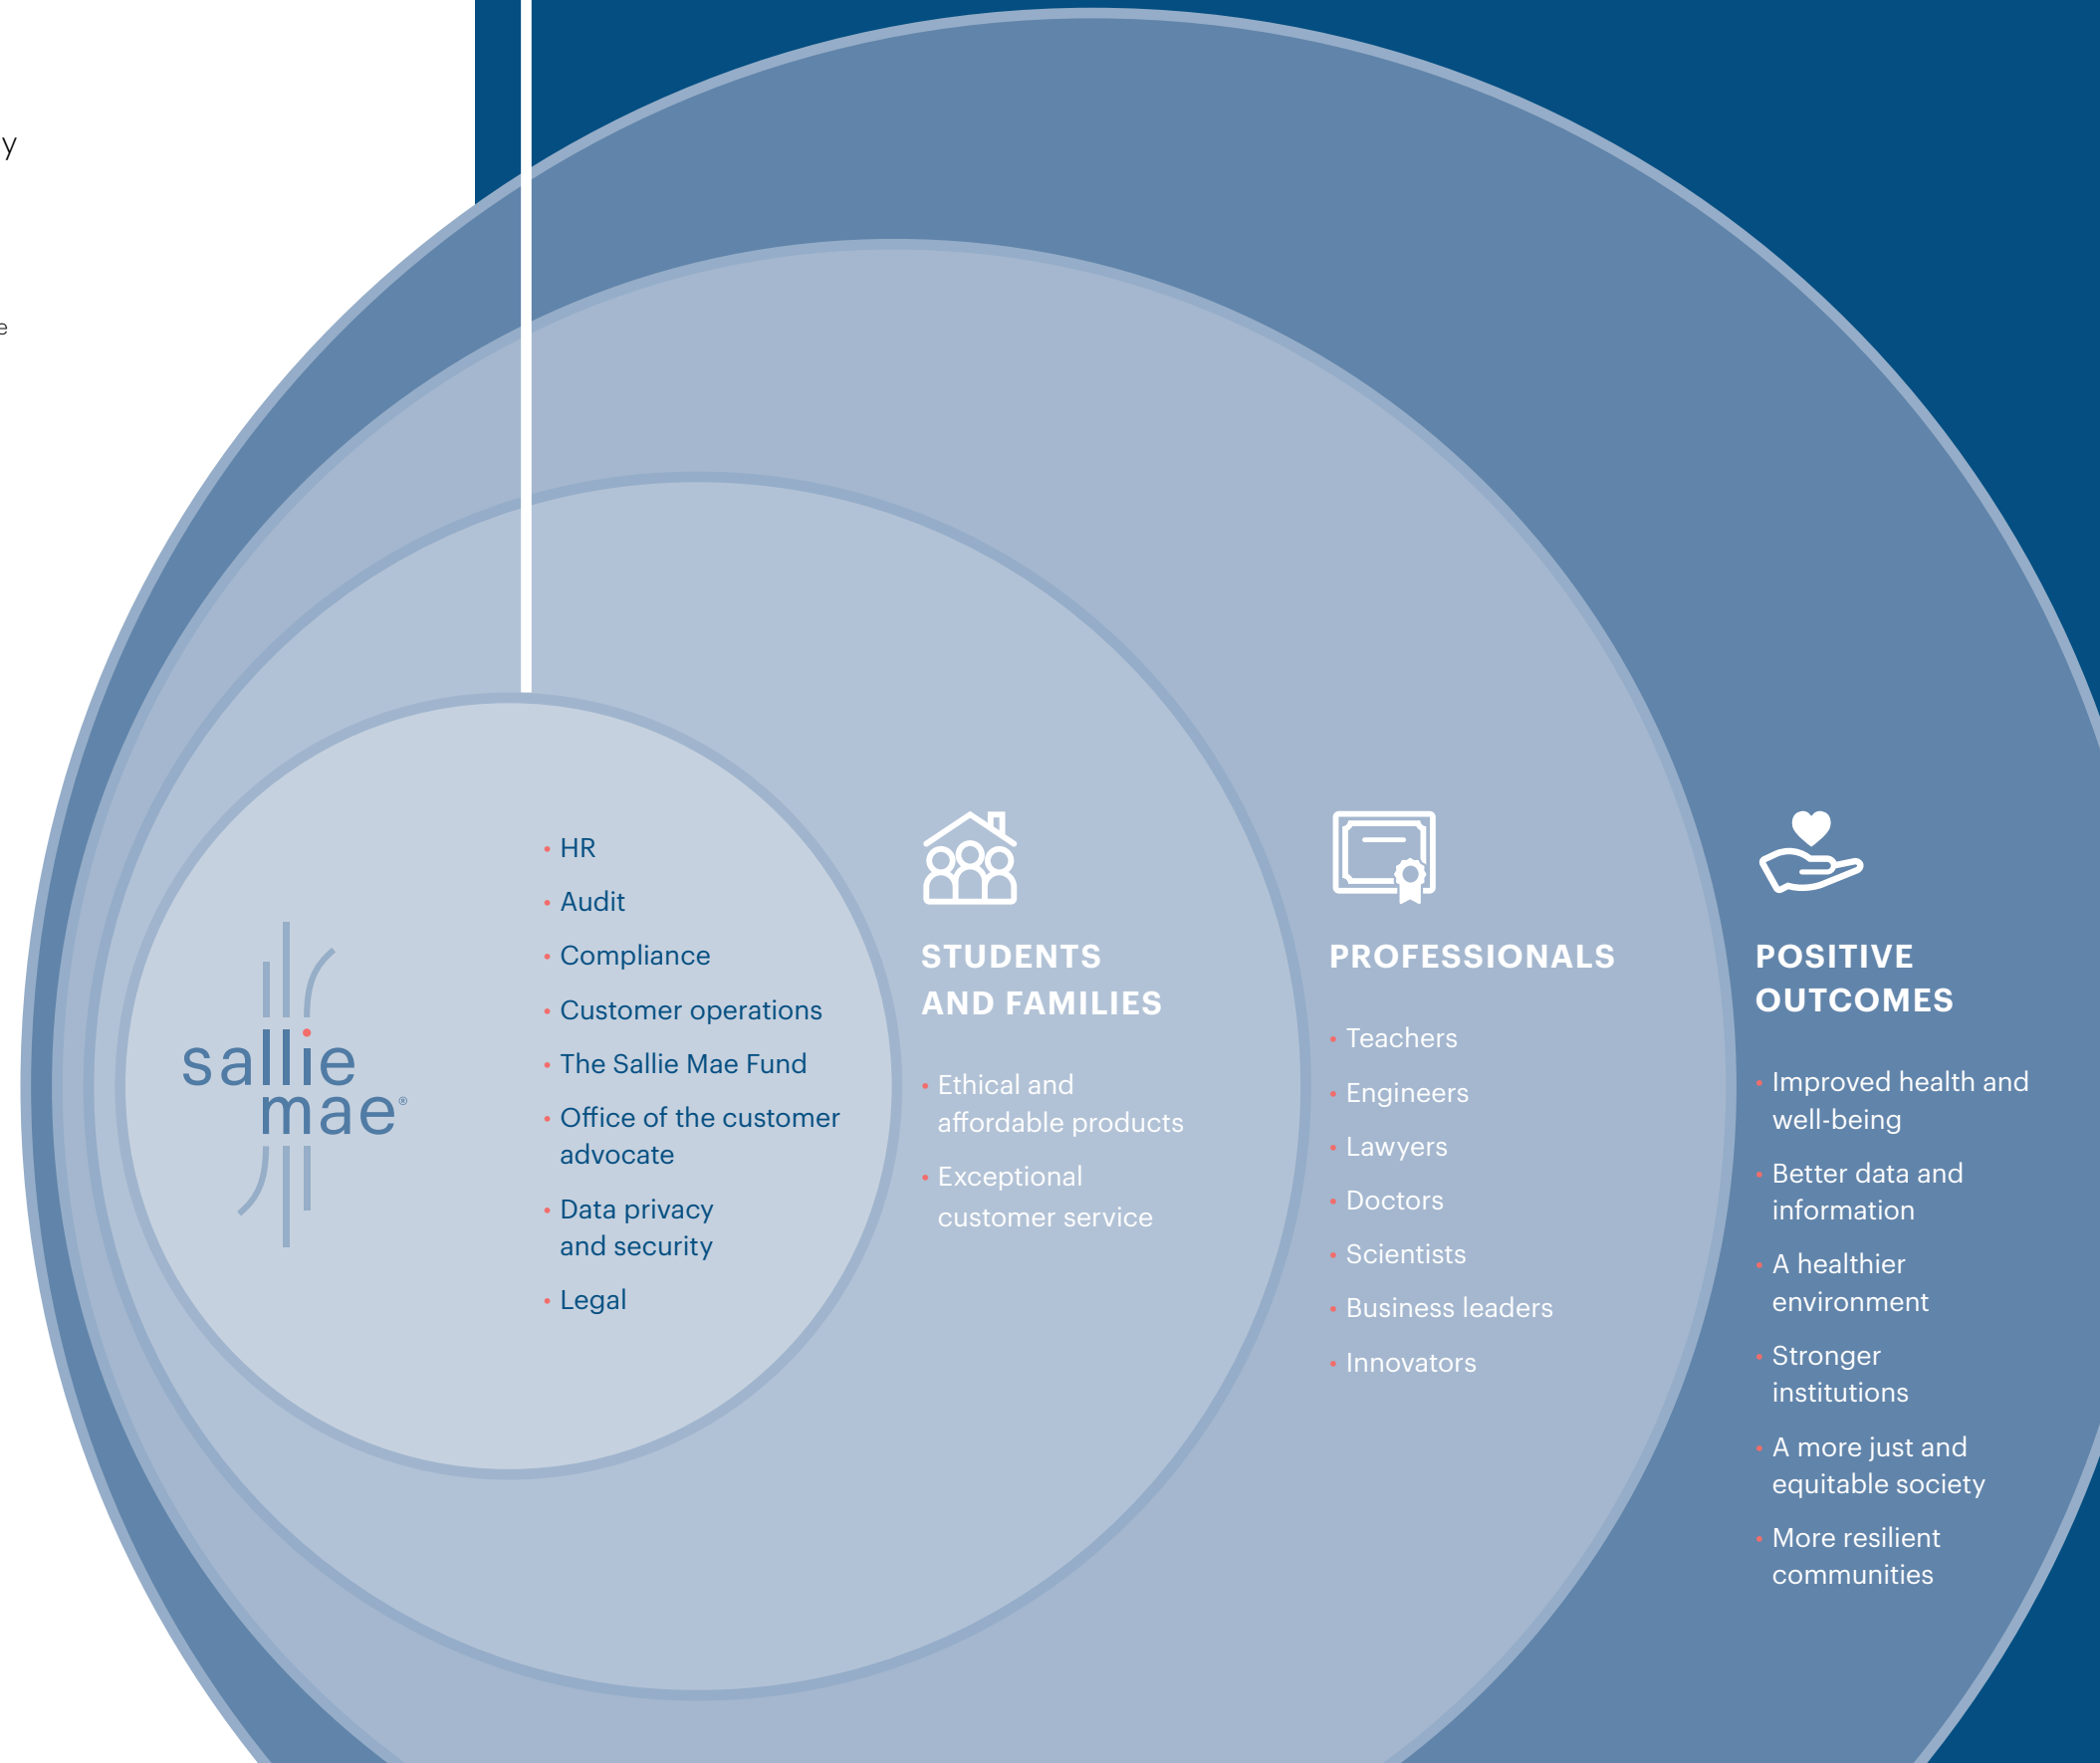 y
e
sallie
mae®
• HR
• Audit
• Compliance
• Customer operations
• The Sallie Mae Fund
• Office of the customer
advocate
• Data privacy
and security
• Legal
STUDENTS
AND FAMILIES
• Ethical and
affordable products
• Exceptional
customer service
PROFESSIONALS
• Teachers
• Engineers
• Lawyers
• Doctors
• Scientists
• Business leaders
• Innovators
POSITIVE
OUTCOMES
• Improved health and
well-being
• Better data and
information
• A healthier
environment
• Stronger
institutions
• A more just and
equitable society
• More resilient
communities